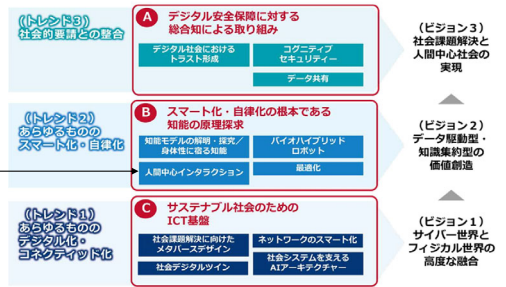 (トレンド3)
社会的要請との整合
A
デジタル安全保障に対する
総合知による取り組み
デジタル社会における
トラスト形成
コグニティブ
セキュリティー
データ共有
(ビジョン3)
社会課題解決と
人間中心社会の
実現
(トレンド2)
あらゆるものの
スマート化・自律化
B
スマート化・自律化の根本である
知能の原理探求
知能モデルの解明・探究/
身体性に宿る知能
バイオハイブリッド
ロボット
人間中心インタラクション
最適化
(ビジョン2)
データ駆動型・
知識集約型の
価値創造
(トレンド1)
あらゆるものの
デジタル化・
コネクティッド化
C
サステナブル社会のための
ICT基盤
社会課題解決に向けた
メタバースデザイン
ネットワークのスマート化
社会デジタルツイン
社会システムを支える
AIアーキテクチャー
(ビジョン1)
サイバー世界と
フィジカル世界の
高度な融合